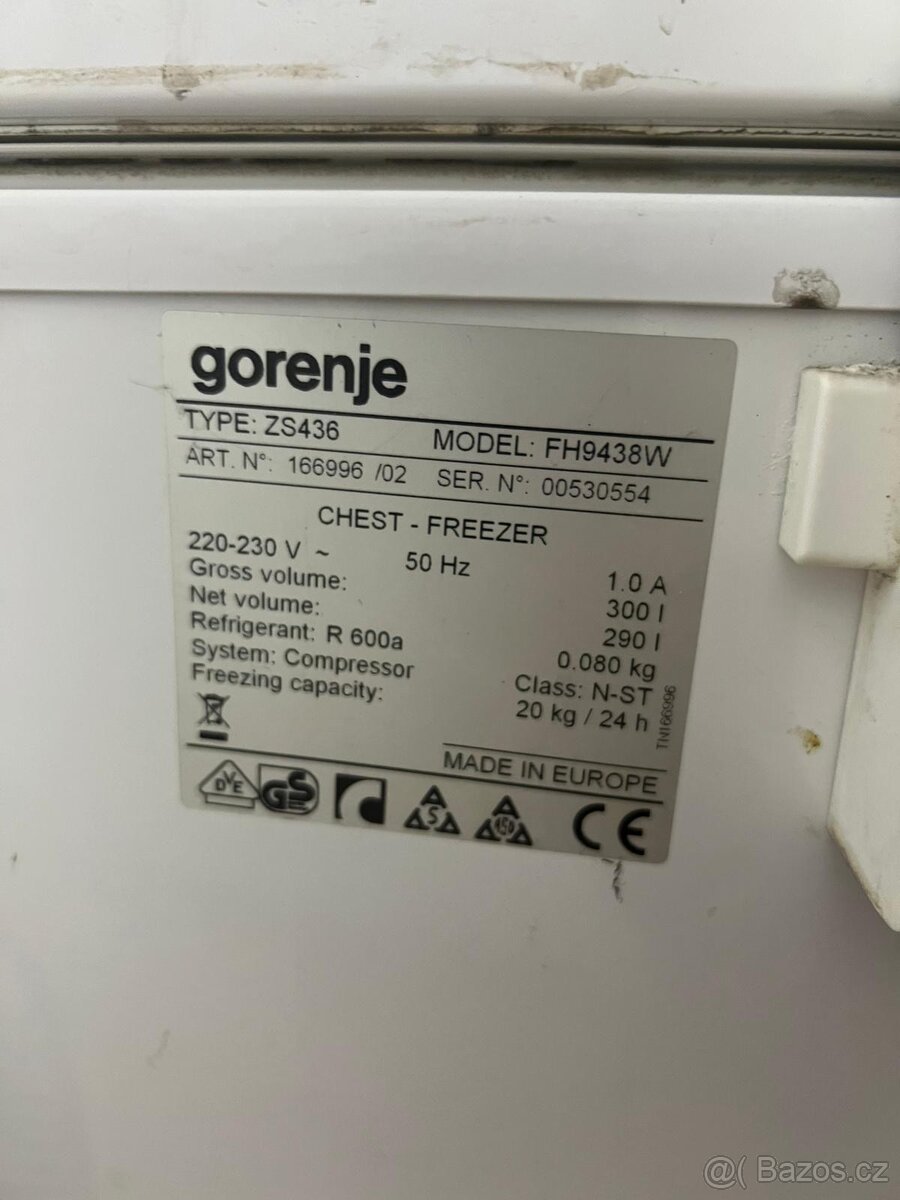 gorenje
TYPE: ZS436 MODEL: FH9438W
ART. N°: 166996 /02 SER. N°: 00530554
CHEST - FREEZER
220-230 V ~ 50 Hz 1.0 A
Gross volume: 300 l
Net volume: 290 l
Refrigerant: R 600a 0.080 kg
System: Compressor Class: N-ST
Freezing capacity: 20 kg / 24 h
TN166996
MADE IN EUROPE
DVE GS S ASD CE
@( Bazos.cz